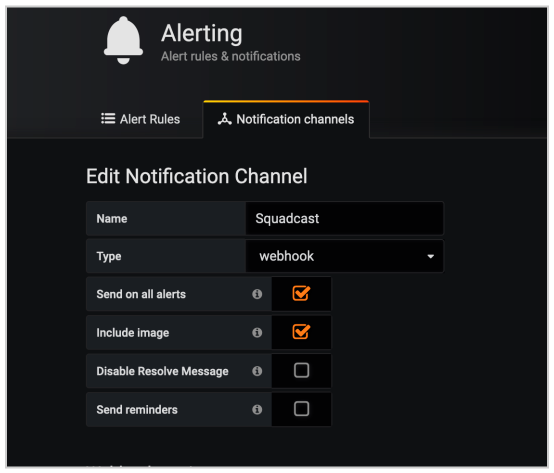 Alerting
Alert rules & notifications
Alert Rules
Notification channels
Edit Notification Channel
Name
Squadcast
Type
webhook
Send on all alerts
Include image
Disable Resolve Message
Send reminders